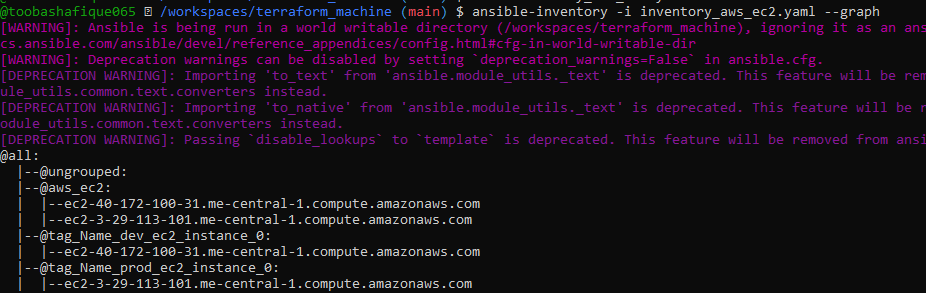 @toobashafique065 /workspaces/terraform_machine (main) $ ansible-inventory -i inventory_aws_ec2.yaml --graph
[WARNING]: Ansible is being run in a world writable directory (/workspaces/terraform_machine), ignoring it as an ans
cs.ansible.com/ansible/devel/reference_appendices/config.html#cfg-in-world-writable-dir
[WARNING]: Deprecation warnings can be disabled by setting `deprecation_warnings=False` in ansible.cfg.
[DEPRECATION WARNING]: Importing 'to_text' from 'ansible.module_utils._text' is deprecated. This feature will be rem
ule_utils.common.text.converters instead.
[DEPRECATION WARNING]: Importing 'to_native' from 'ansible.module_utils._text' is deprecated. This feature will be r
odule_utils.common.text.converters instead.
[DEPRECATION WARNING]: Passing `disable_lookups` to `template` is deprecated. This feature will be removed from ansi
@all:
  |--@ungrouped:
  |--@aws_ec2:
  |  |--ec2-40-172-100-31.me-central-1.compute.amazonaws.com
  |  |--ec2-3-29-113-101.me-central-1.compute.amazonaws.com
  |--@tag_Name_dev_ec2_instance_0:
  |  |--ec2-40-172-100-31.me-central-1.compute.amazonaws.com
  |--@tag_Name_prod_ec2_instance_0:
  |  |--ec2-3-29-113-101.me-central-1.compute.amazonaws.com